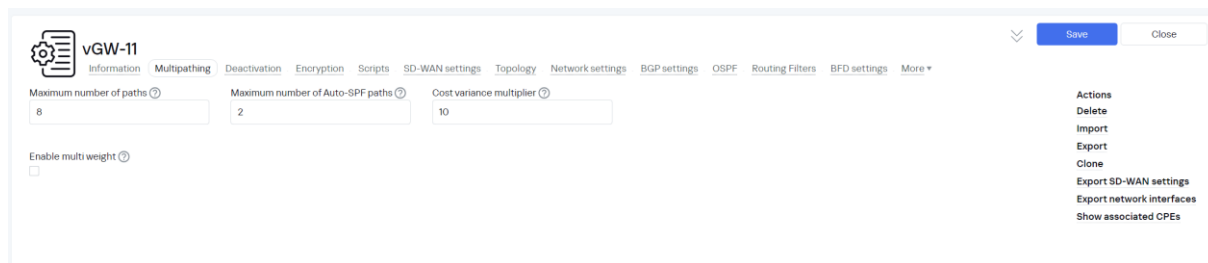 vGW-11
Save Close
Information Multipathing Deactivation Encryption Scripts SD-WAN settings Topology Network settings BGP settings OSPF Routing Filters BFD settings More
Maximum number of paths Maximum number of Auto-SPF paths Cost variance multiplier
8 2 10
Enable multi weight
Actions
Delete
Import
Export
Clone
Export SD-WAN settings
Export network interfaces
Show associated CPEs